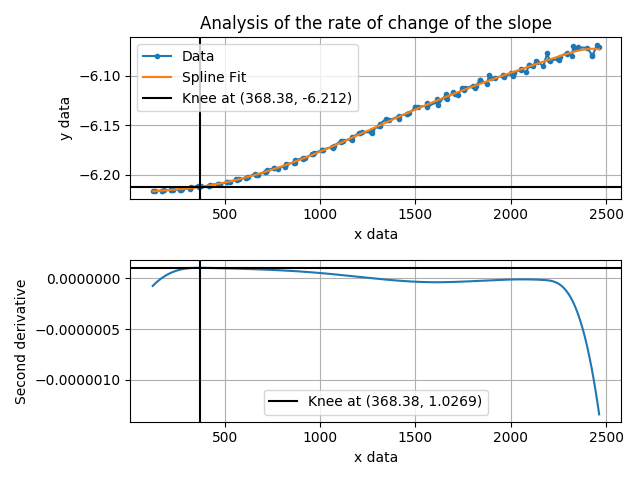 Analysis of the rate of change of the slope
Data
Spline Fit
Knee at (368.38, -6.212)
y data
−6.10
−6.15
−6.20
500
1000
1500
2000
2500
x data
Second derivative
0.0000000
−0.0000005
−0.0000010
Knee at (368.38, 1.0269)
500
1000
1500
2000
2500
x data